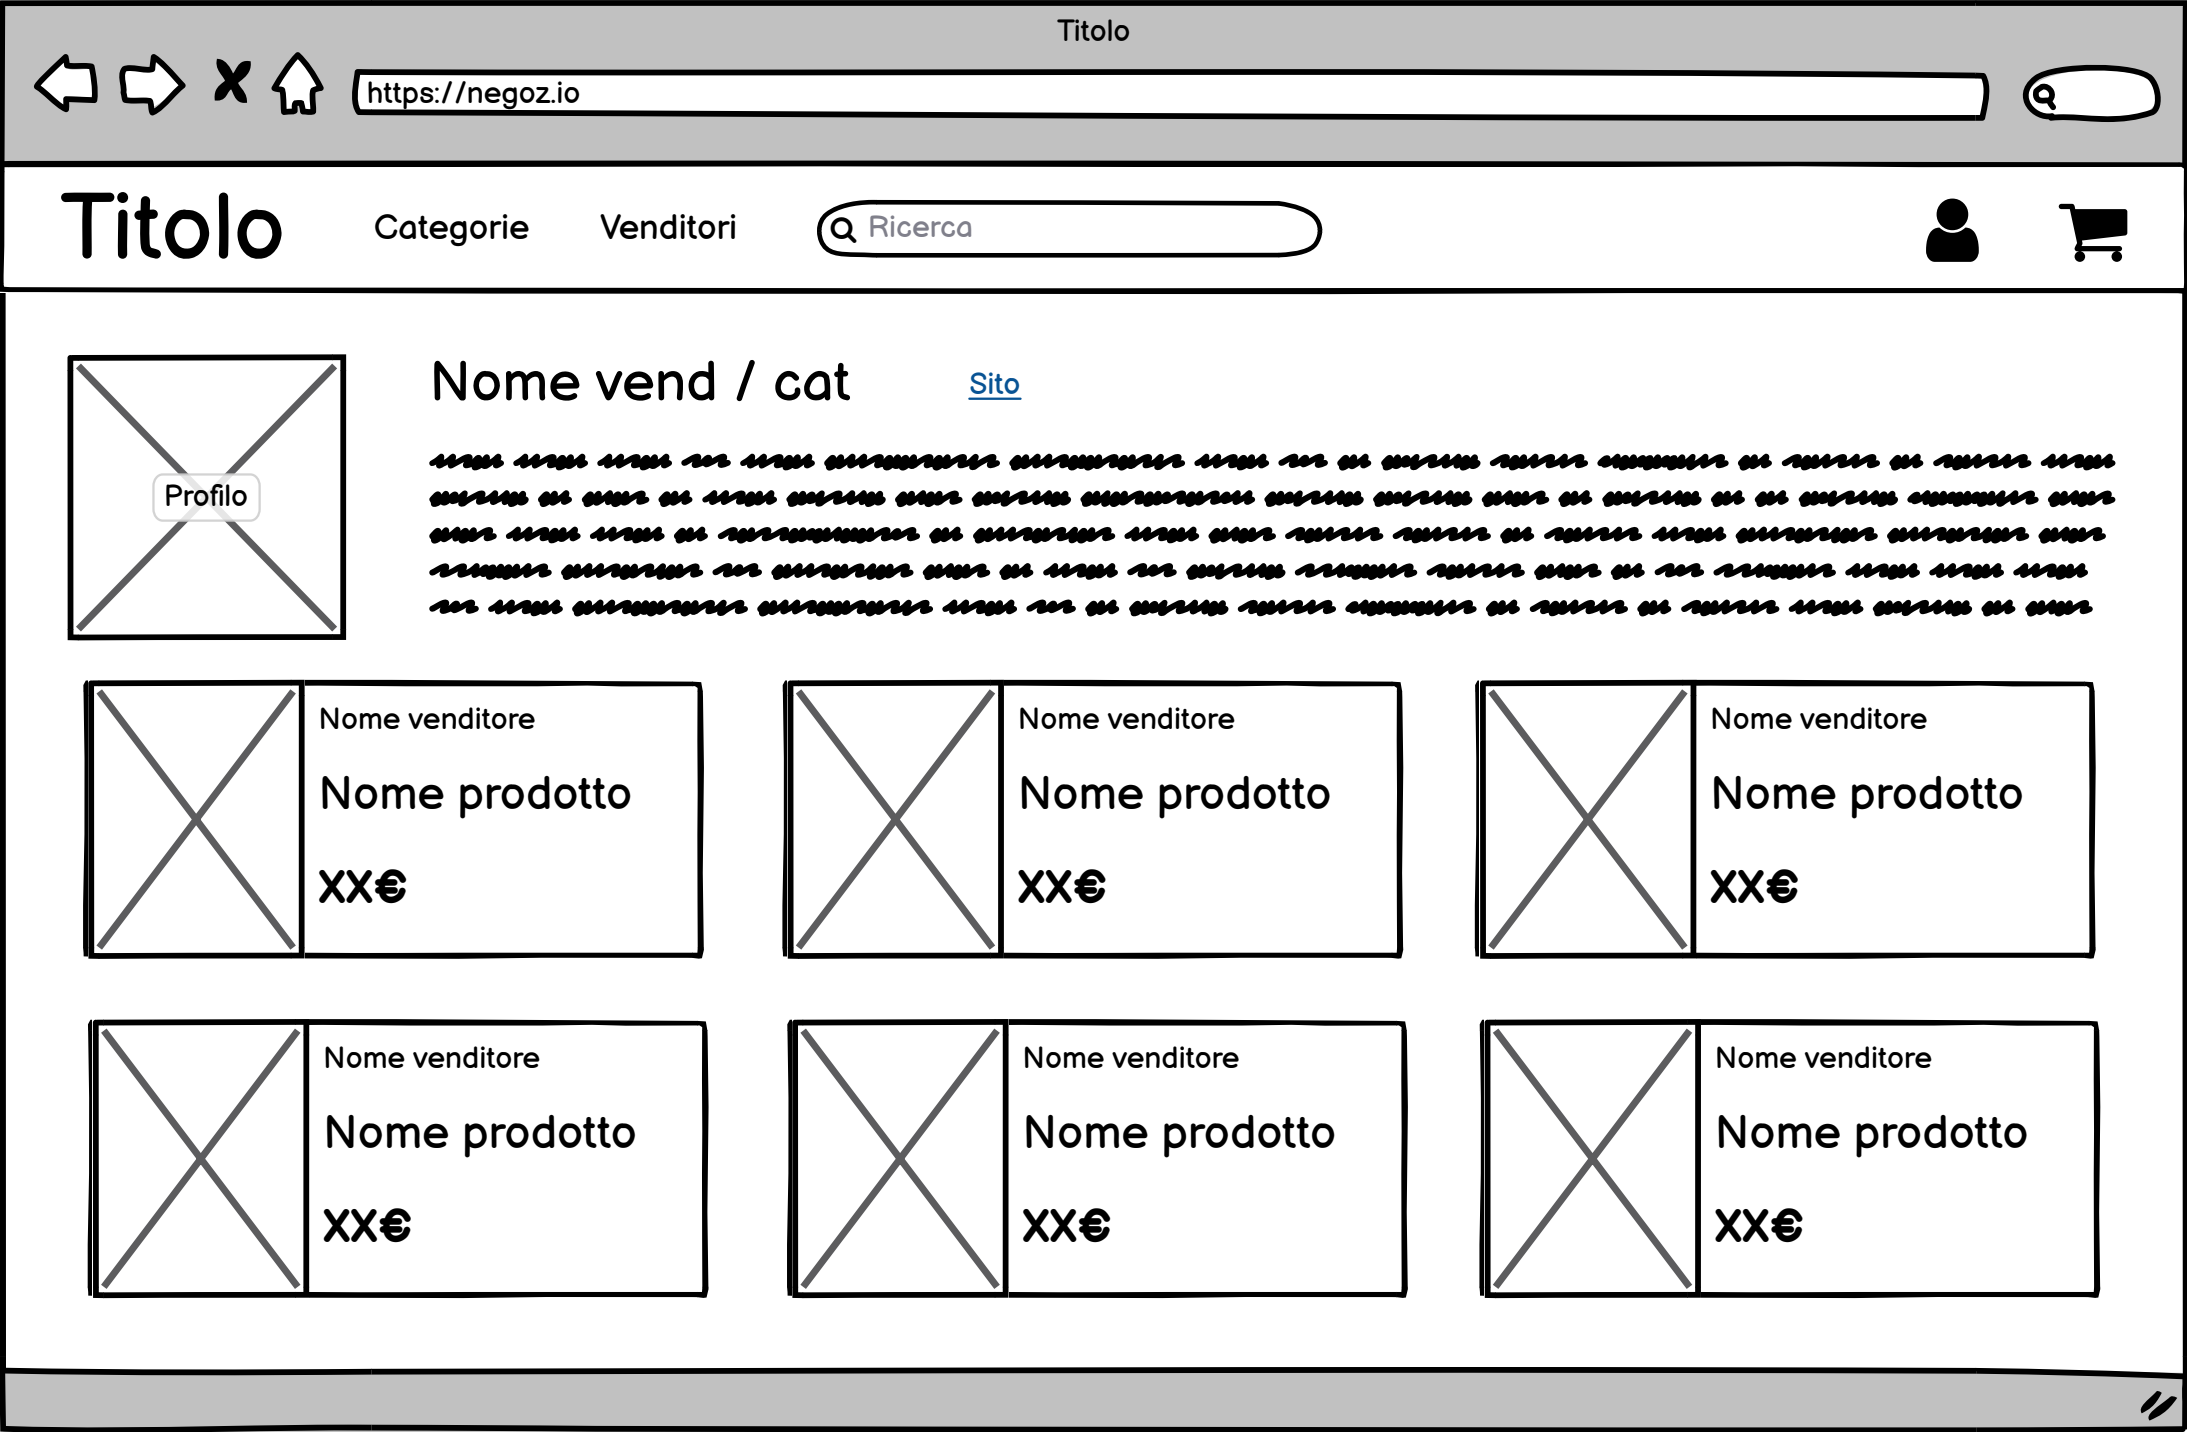 Titolo
https://negoz.io
Titolo Categorie Venditori Ricerca
Nome vend / cat Sito
Profilo
Nome venditore Nome venditore Nome venditore
Nome prodotto Nome prodotto Nome prodotto
XX€ XX€ XX€
Nome venditore Nome venditore Nome venditore
Nome prodotto Nome prodotto Nome prodotto
XX€ XX€ XX€